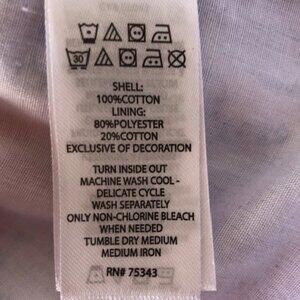 30
SHELL:
100%COTTON
LINING:
80%POLYESTER
20%COTTON
EXCLUSIVE OF DECORATION
TURN INSIDE OUT
MACHINE WASH COOL -
DELICATE CYCLE
WASH SEPARATELY
ONLY NON-CHLORINE BLEACH
WHEN NEEDED
TUMBLE DRY MEDIUM
MEDIUM IRON
RN# 75343